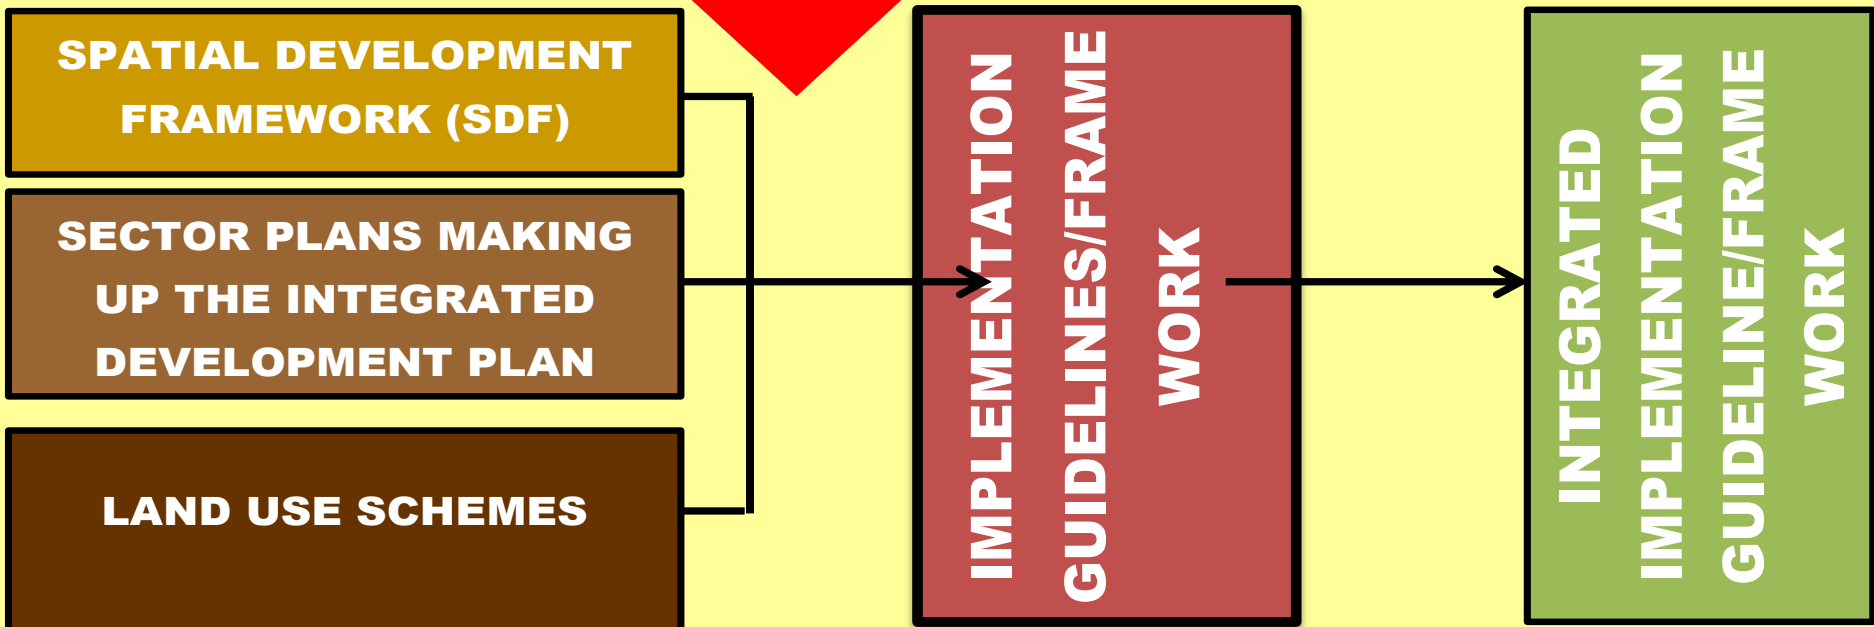 SPATIAL DEVELOPMENT
FRAMEWORK (SDF)
SECTOR PLANS MAKING
UP THE INTEGRATED
DEVELOPMENT PLAN
LAND USE SCHEMES
IMPLEMENTATION
GUIDELINES/FRAME
WORK
INTEGRATED
IMPLEMENTATION
GUIDELINE/FRAME
WORK